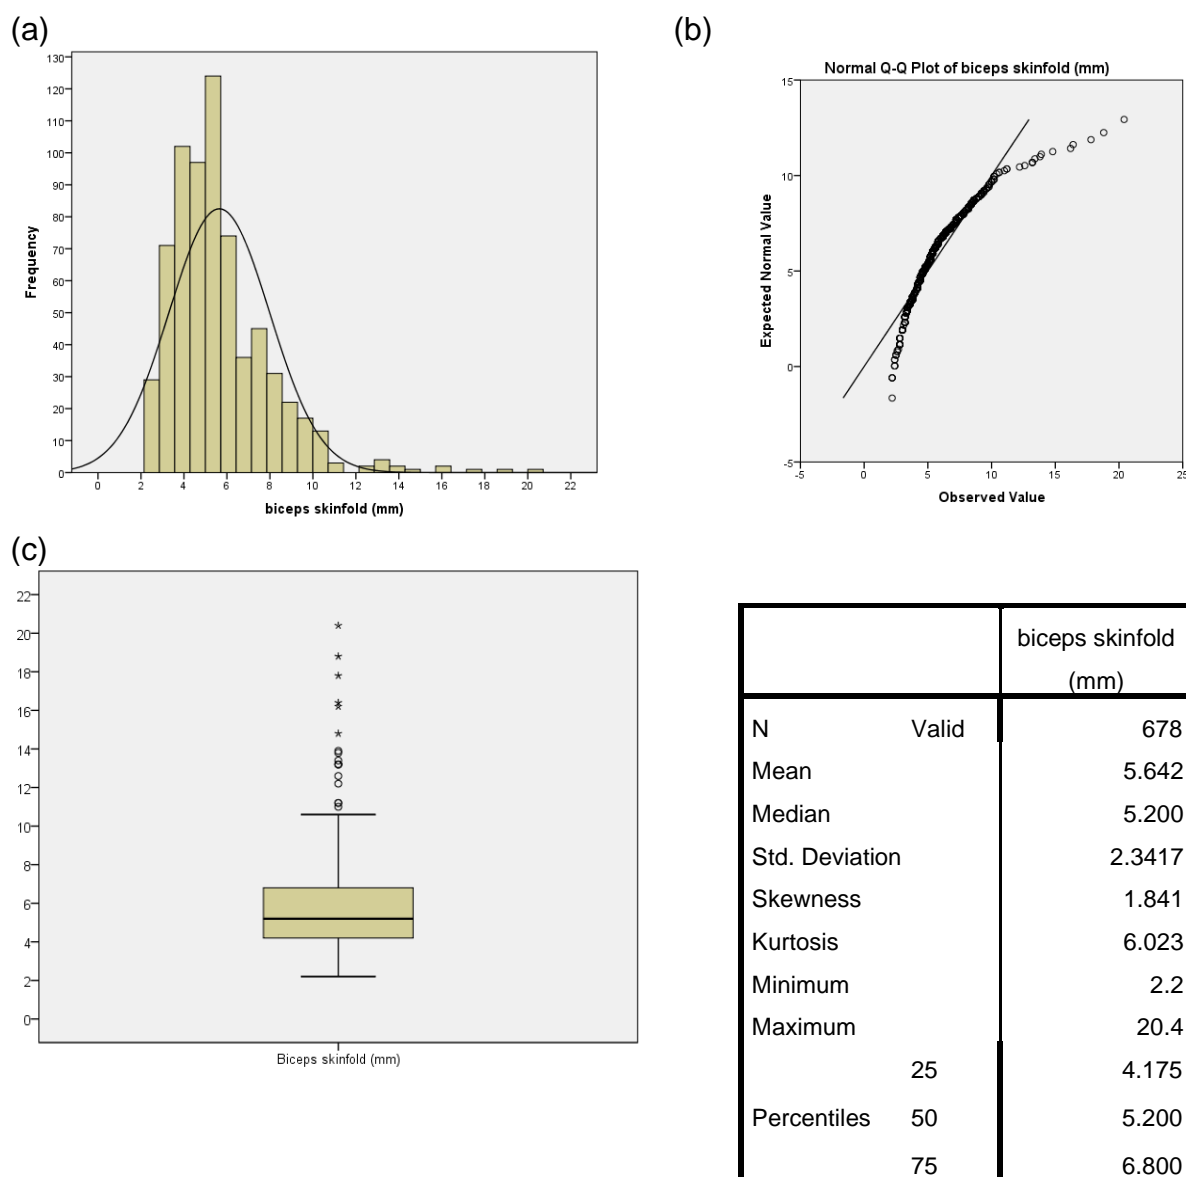 (a)
130
120
110
100
90
80
70
60
50
40
30
20
10
0
Frequency
0 2 4 6 8 10 12 14 16 18 20 22
biceps skinfold (mm)
(b)
Normal Q-Q Plot of biceps skinfold (mm)
15
10
5
0
-5
Expected Normal Value
-5 0 5 10 15 20 25
Observed Value
(c)
22
20
18
16
14
12
10
8
6
4
2
0
Biceps skinfold (mm)
biceps skinfold
(mm)
N Valid 678
Mean 5.642
Median 5.200
Std. Deviation 2.3417
Skewness 1.841
Kurtosis 6.023
Minimum 2.2
Maximum 20.4
25 4.175
Percentiles 50 5.200
75 6.800